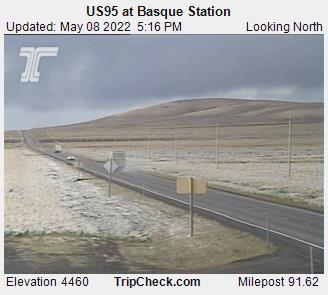 US95 at Basque Station
Updated: May 08 2022 5:16 PM Looking North
Elevation 4460 TripCheck.com Milepost 91.62